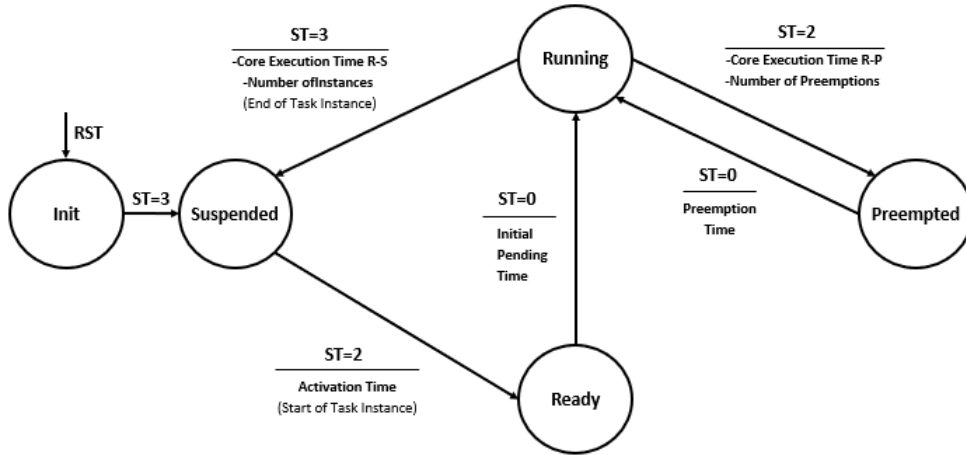 ST=3
-Core Execution Time R-S
-Number ofInstances
(End of Task Instance)
Running
ST=2
-Core Execution Time R-P
-Number of Preemptions
RST
Init
ST=3
Suspended
ST=0
Initial
Pending
Time
ST=0
Preemption
Time
Preempted
ST=2
Activation Time
(Start of Task Instance)
Ready